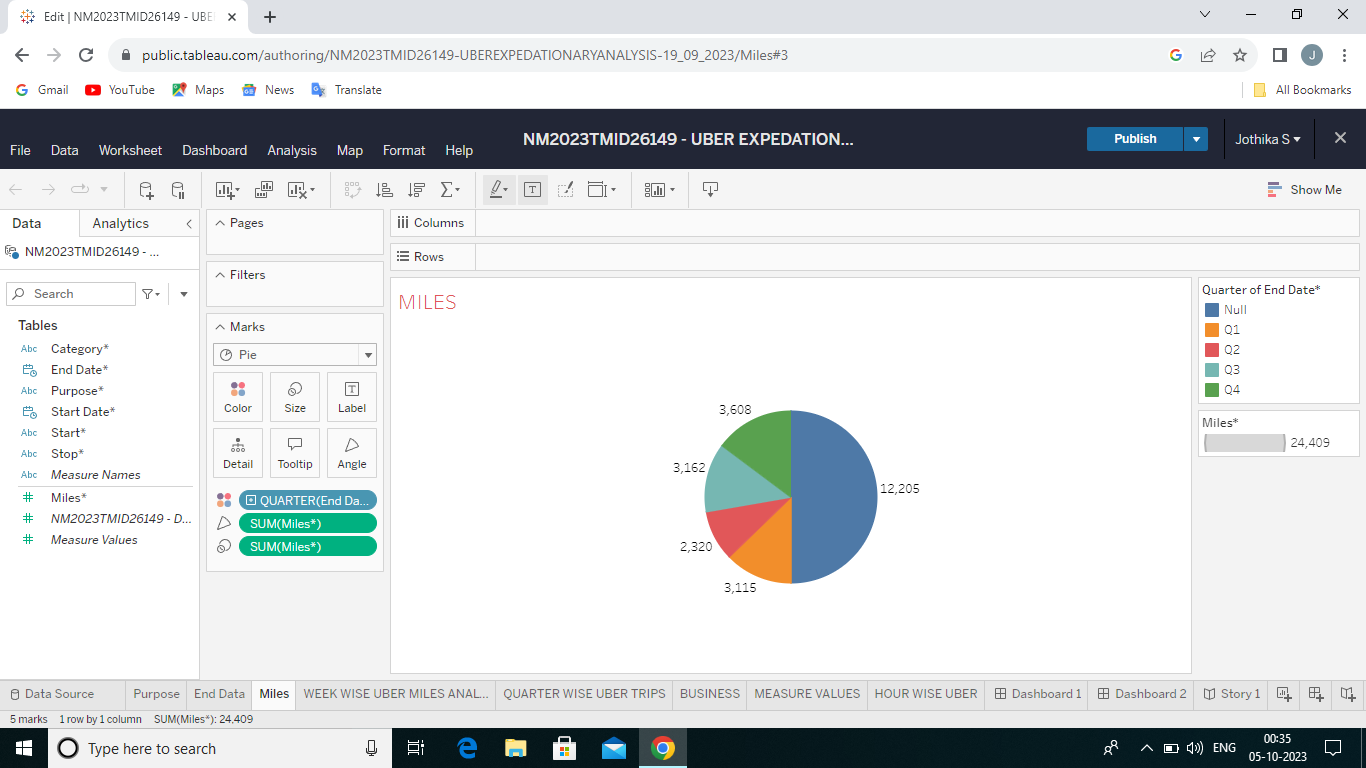 Edit | NM2023TMID26149 - UBE
public.tableau.com/authoring/NM2023TMID26149-UBEREXPEDATIONARYANALYSIS-19_09_2023/Miles#3
J
Gmail YouTube Maps News Translate All Bookmarks
NM2023TMID26149 - UBER EXPEDATION...
Publish
Jothika S
File Data Worksheet Dashboard Analysis Map Format Help
Show Me
Data Analytics
NM2023TMID26149 - ...
Search
Tables
Abc Category*
End Date*
Abc Purpose*
Start Date*
Abc Start*
Abc Stop*
Abc Measure Names
Miles*
NM2023TMID26149 - D...
Measure Values
Pages
Filters
Marks
Pie
Color Size Label
Detail Tooltip Angle
QUARTER(End Da...
SUM(Miles*)
SUM(Miles*)
Columns
Rows
MILES
3,608
3,162
12,205
2,320
3,115
Quarter of End Date*
Null
Q1
Q2
Q3
Q4
Miles*
24,409
Data Source Purpose End Data Miles WEEK WISE UBER MILES ANAL... QUARTER WISE UBER TRIPS BUSINESS MEASURE VALUES HOUR WISE UBER Dashboard 1 Dashboard 2 Story 1
5 marks 1 row by 1 column SUM(Miles*): 24,409
Type here to search
ENG
00:35
05-10-2023